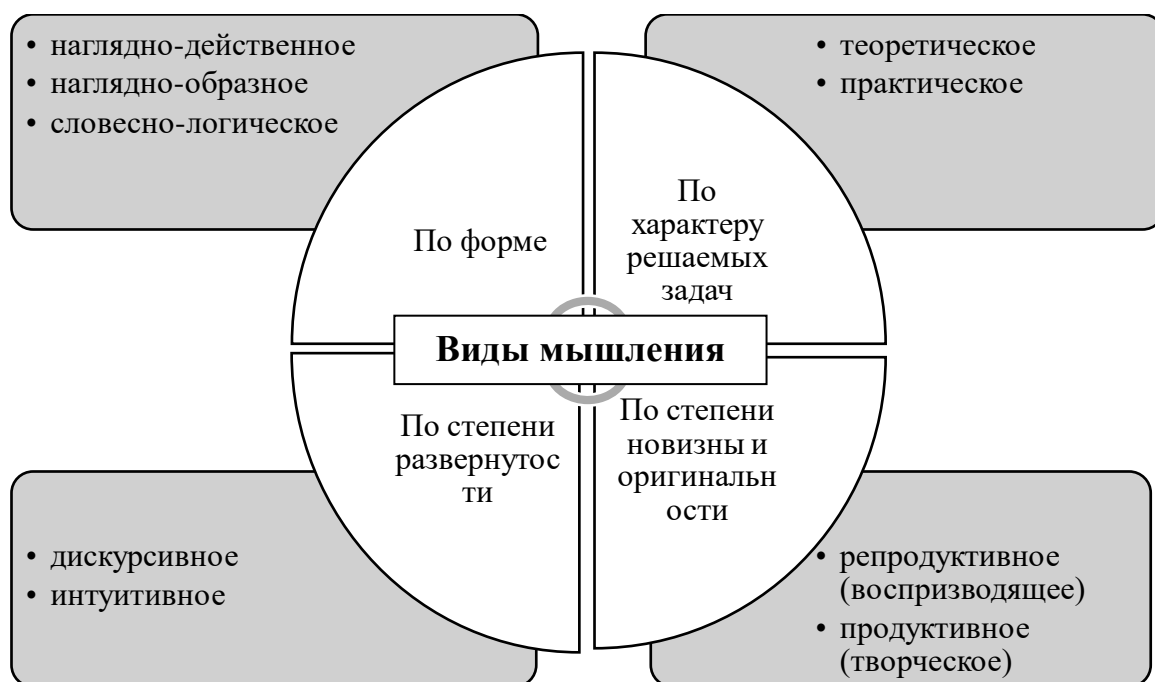 • наглядно-действенное
• наглядно-образное
• словесно-логическое
• теоретическое
• практическое
По форме
По
характеру
решаемых
задач
Виды мышления
По степени
развернутос
ти
По степени
новизны и
оригинальн
ости
• дискурсивное
• интуитивное
• репродуктивное
(воспризводящее)
• продуктивное
(творческое)